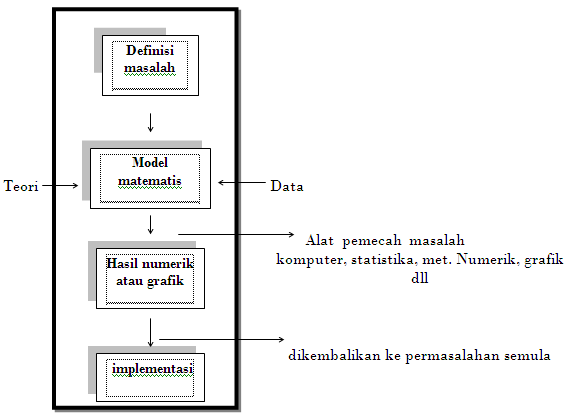 Definisi
masalah
Model
matematis
Teori
Data
Alat pemecah masalah
komputer, statistika, met. Numerik, grafik
dll
Hasil numerik
atau grafik
dikembalikan ke permasalahan semula
implementasi